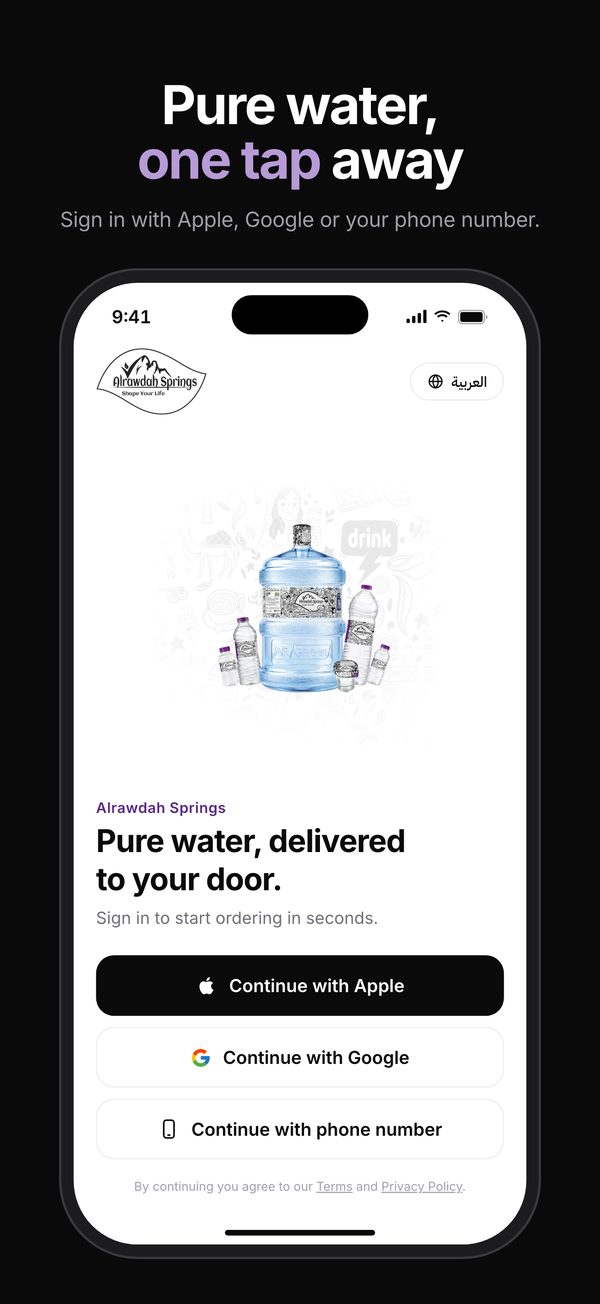 Pure water,
one tap away
Sign in with Apple, Google or your phone number.
9:41
Alrawdah Springs
Shape Your Life
العربية
drink
Alrawdah Springs
Alrawdah Springs
Pure water, delivered
to your door.
Sign in to start ordering in seconds.
Continue with Apple
Continue with Google
Continue with phone number
By continuing you agree to our Terms and Privacy Policy.